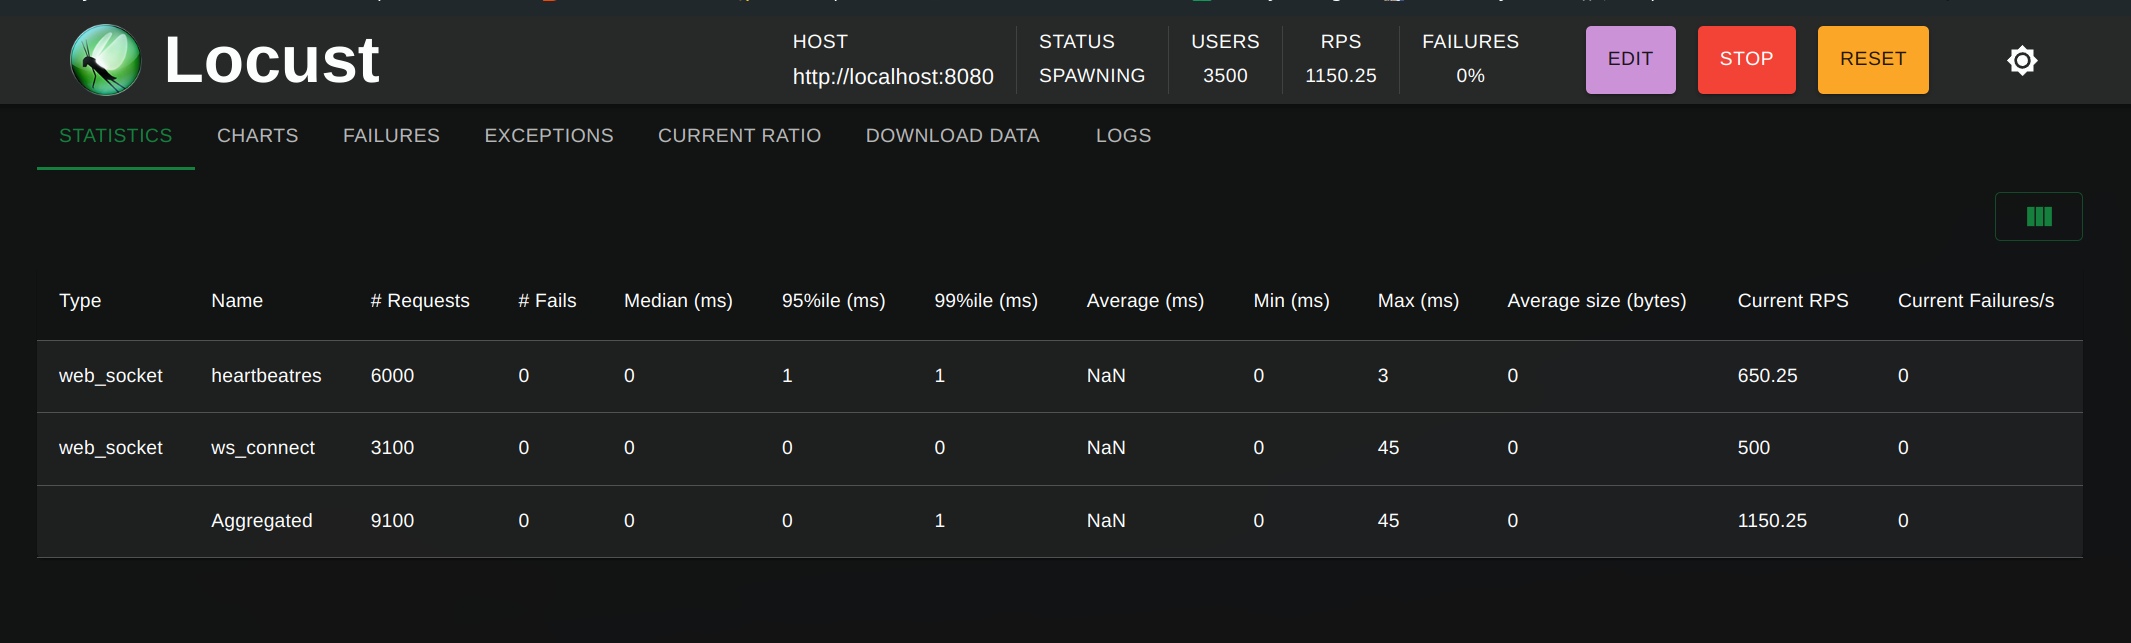 Locust
HOST
http://localhost:8080
STATUS
SPAWNING
USERS
3500
RPS
1150.25
FAILURES
0%
EDIT
STOP
RESET
STATISTICS CHARTS FAILURES EXCEPTIONS CURRENT RATIO DOWNLOAD DATA LOGS
Type Name # Requests # Fails Median (ms) 95%ile (ms) 99%ile (ms) Average (ms) Min (ms) Max (ms) Average size (bytes) Current RPS Current Failures/s
web_socket heartbeatres 6000 0 0 1 1 NaN 0 3 0 650.25 0
web_socket ws_connect 3100 0 0 0 0 NaN 0 45 0 500 0
Aggregated 9100 0 0 0 1 NaN 0 45 0 1150.25 0